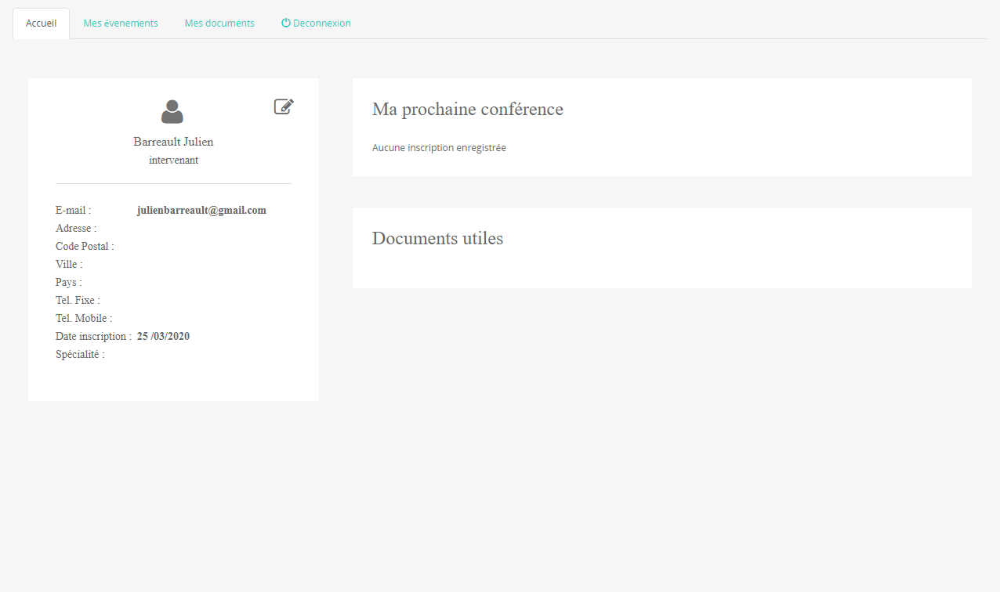 Accueil Mes évenements Mes documents Deconnexion
Barreault Julien
intervenant
E-mail : julienbarreault@gmail.com
Adresse :
Code Postal :
Ville :
Pays :
Tel. Fixe :
Tel. Mobile :
Date inscription : 25 /03/2020
Spécialité :
Ma prochaine conférence
Aucune inscription enregistrée
Documents utiles